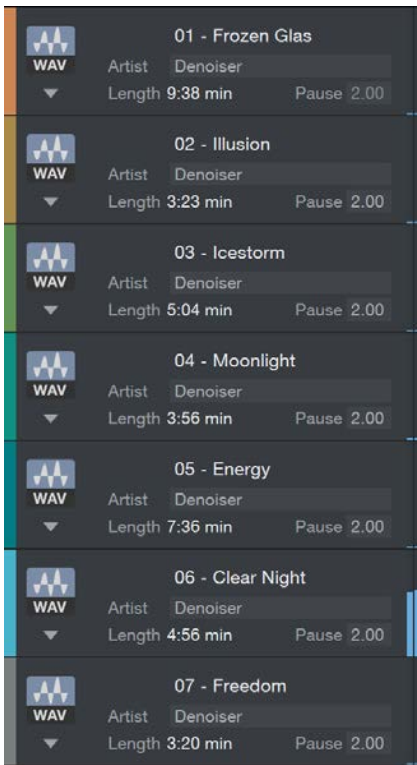 01 - Frozen Glas
WAV
Artist Denoiser
Length 9:38 min Pause 2.00
02 - Illusion
WAV
Artist Denoiser
Length 3:23 min Pause 2.00
03 - Icestorm
WAV
Artist Denoiser
Length 5:04 min Pause 2.00
04 - Moonlight
WAV
Artist Denoiser
Length 3:56 min Pause 2.00
05 - Energy
WAV
Artist Denoiser
Length 7:36 min Pause 2.00
06 - Clear Night
WAV
Artist Denoiser
Length 4:56 min Pause 2.00
07 - Freedom
WAV
Artist Denoiser
Length 3:20 min Pause 2.00